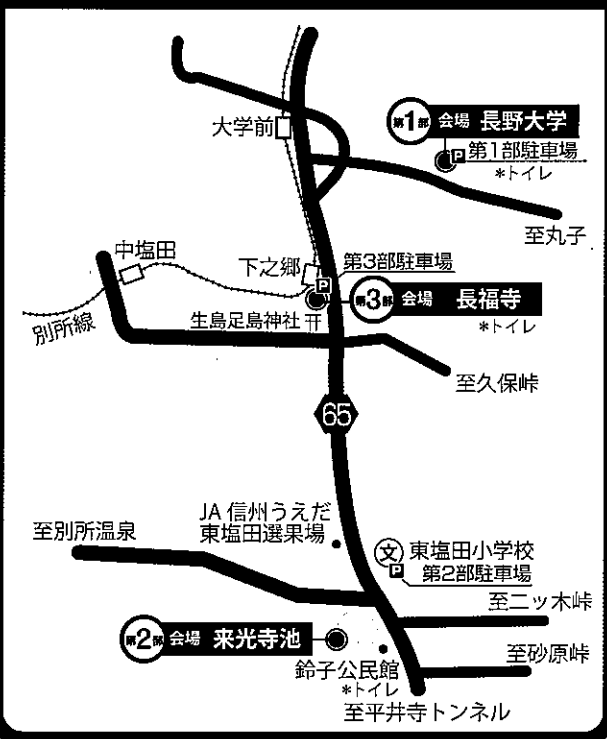 大学前
第1部 会場 長野大学
P 第1部駐車場
*トイレ
至丸子
中塩田
下之郷
第3部駐車場
P
別所線
第3部 会場 長福寺
*トイレ
生島足島神社
至久保峠
65
JA信州うえだ
東塩田選果場
至別所温泉
文 東塩田小学校
P 第2部駐車場
至二ッ木峠
第2部 会場 来光寺池
至砂原峠
鈴子公民館
*トイレ
至平井寺トンネル